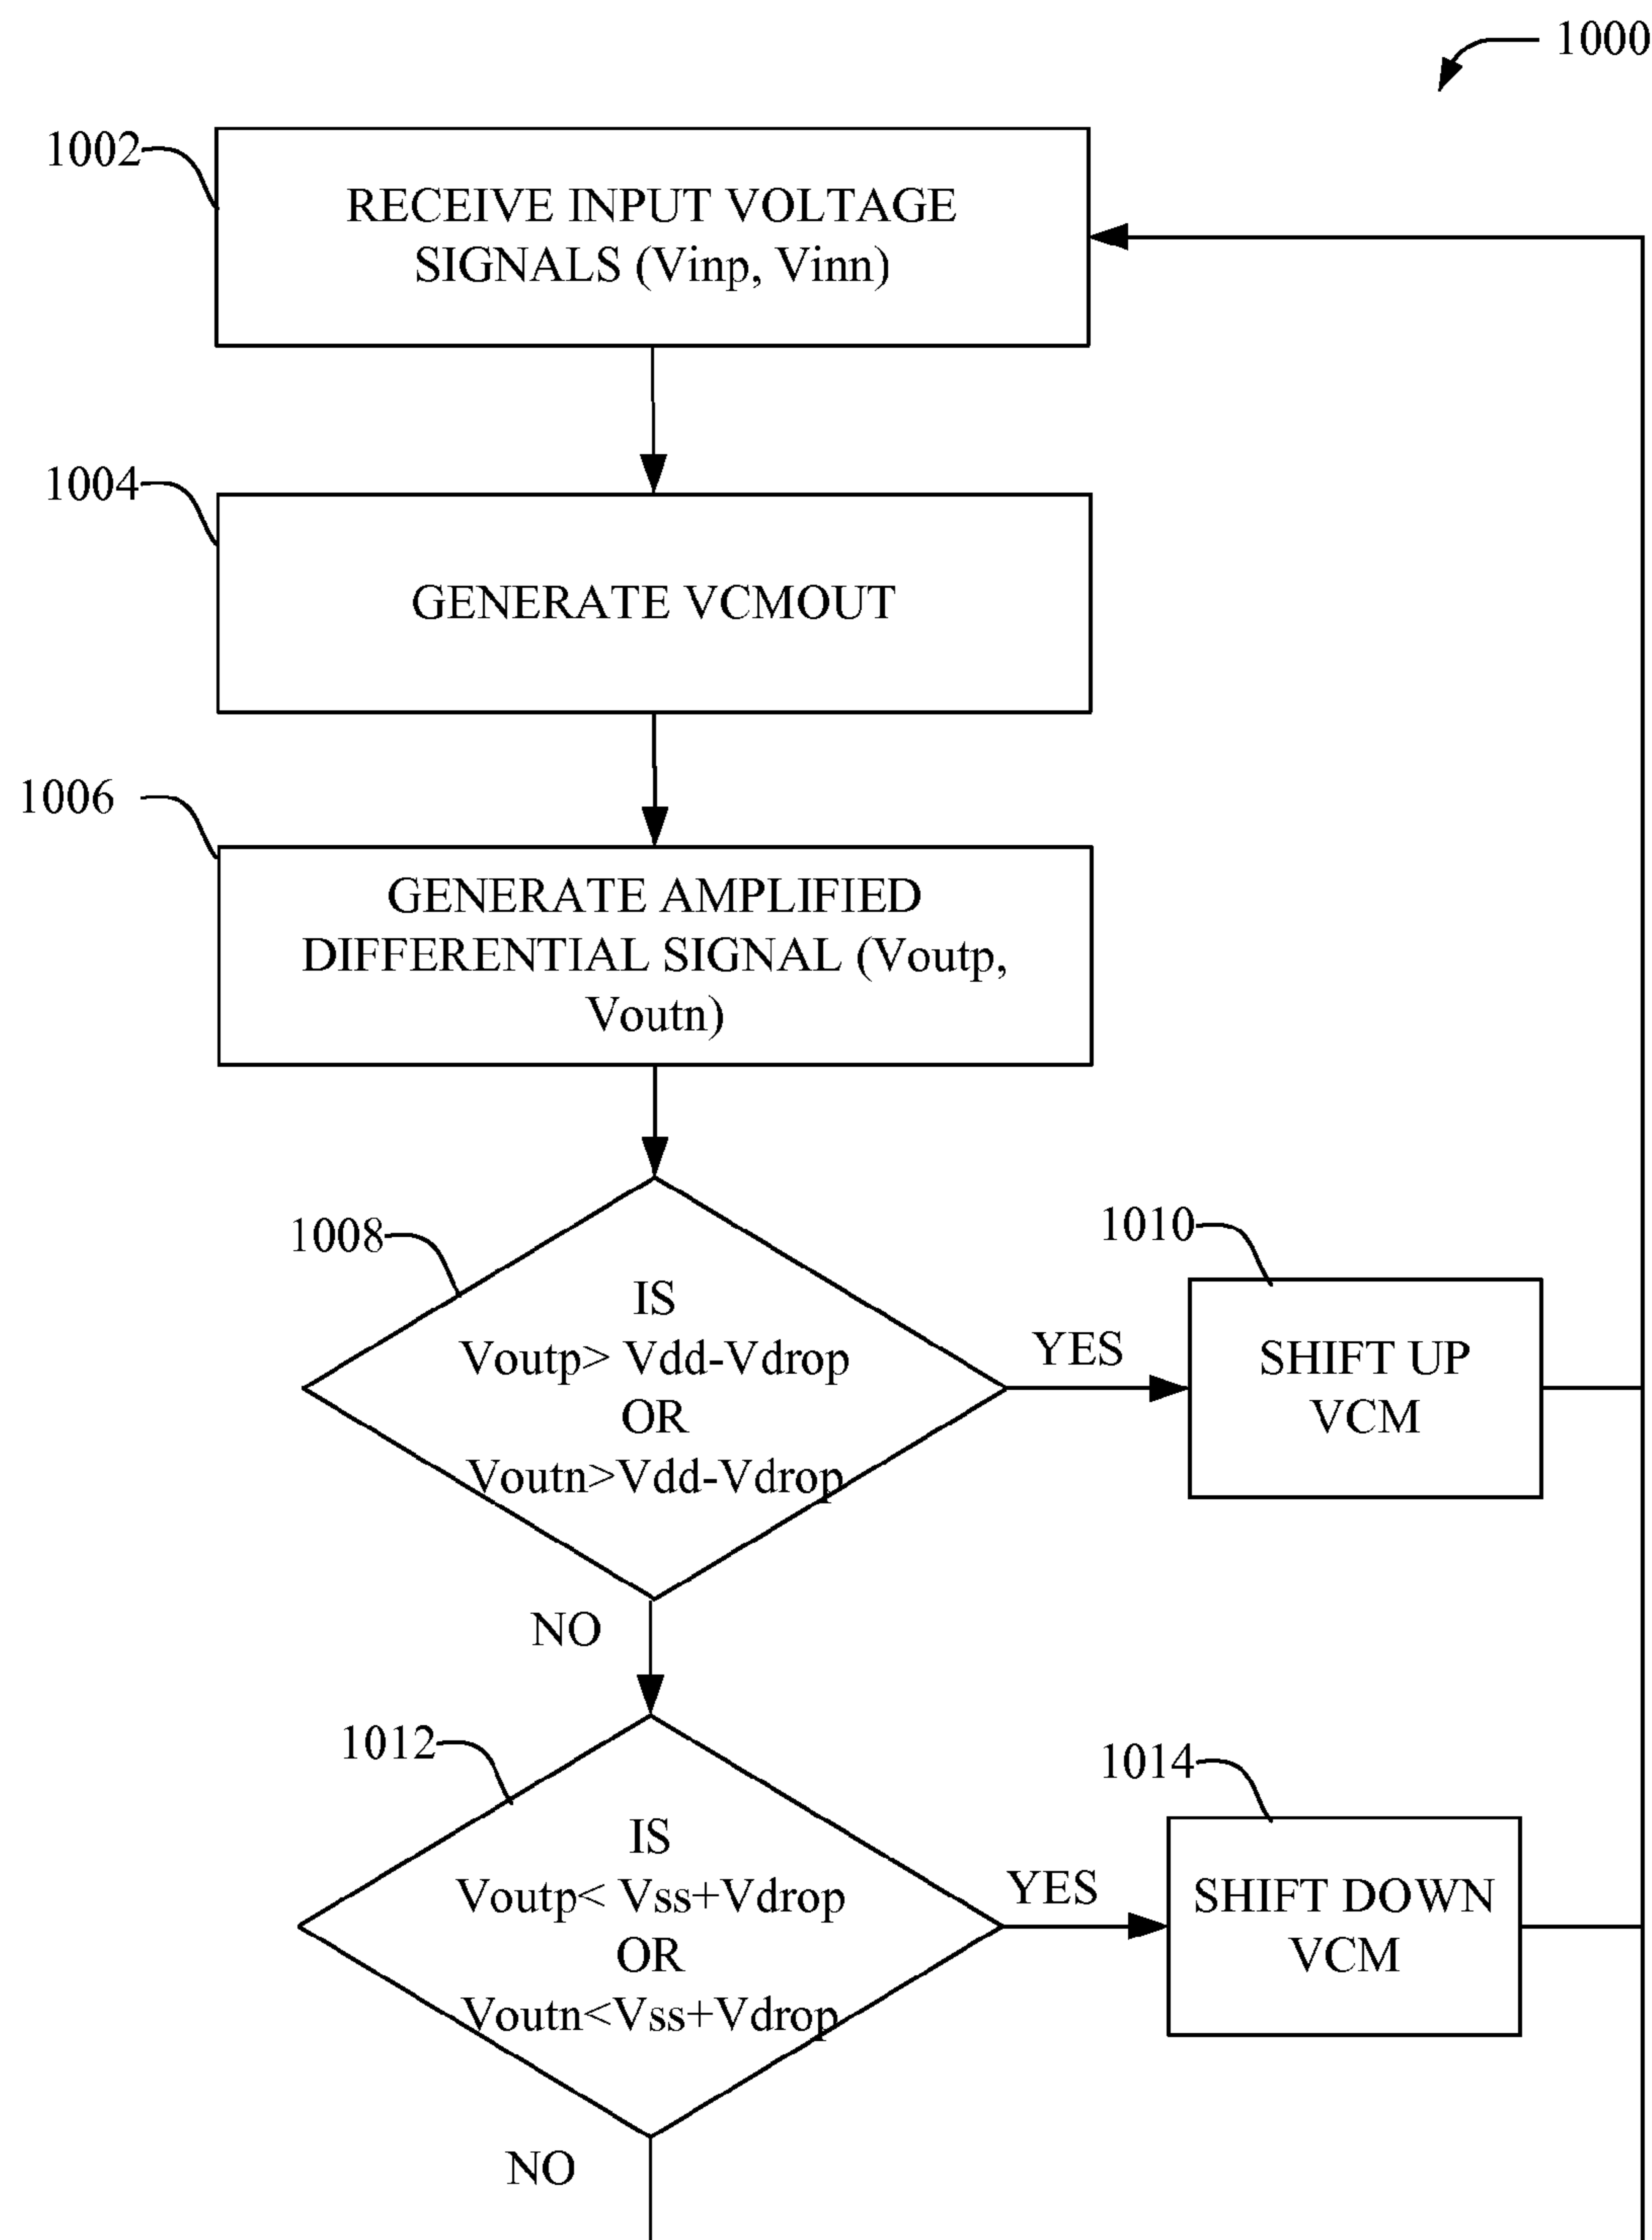 1000
1002
RECEIVE INPUT VOLTAGE
SIGNALS (Vinp, Vinn)
1004
GENERATE VCMOUT
1006
GENERATE AMPLIFIED
DIFFERENTIAL SIGNAL (Voutp,
Voutn)
1008
IS
Voutp> Vdd-Vdrop
OR
Voutn>Vdd-Vdrop
YES
1010
SHIFT UP
VCM
NO
1012
IS
Voutp< Vss+Vdrop
OR
Voutn<Vss+Vdrop
YES
1014
SHIFT DOWN
VCM
NO